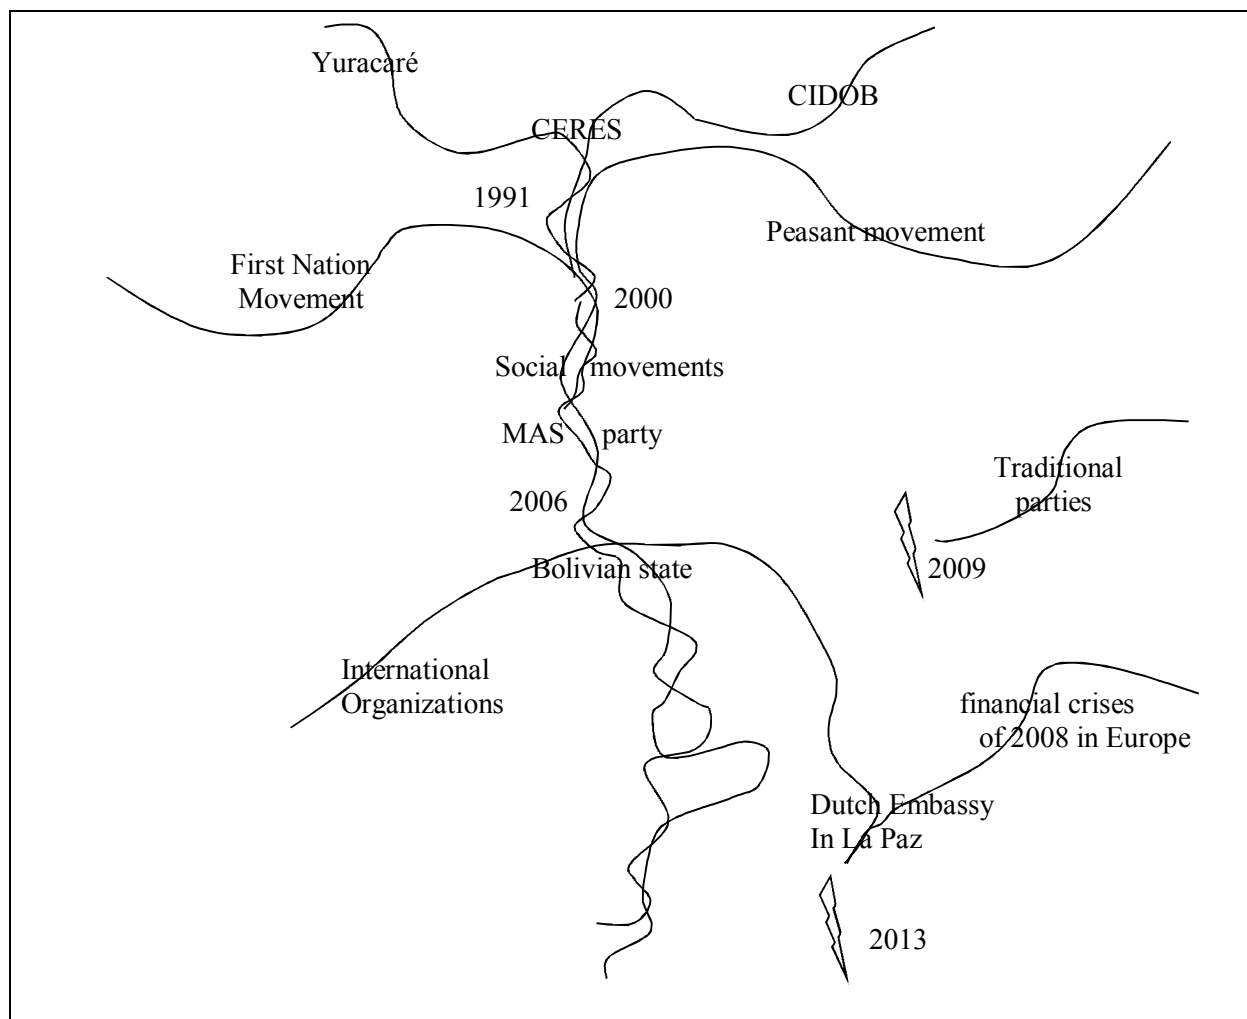 Yuracaré
CIDOB
CERES
1991
Peasant movement
First Nation
Movement
2000
Social movements
MAS party
Traditional
parties
2006
2009
Bolivian state
International
Organizations
financial crises
of 2008 in Europe
Dutch Embassy
In La Paz
2013